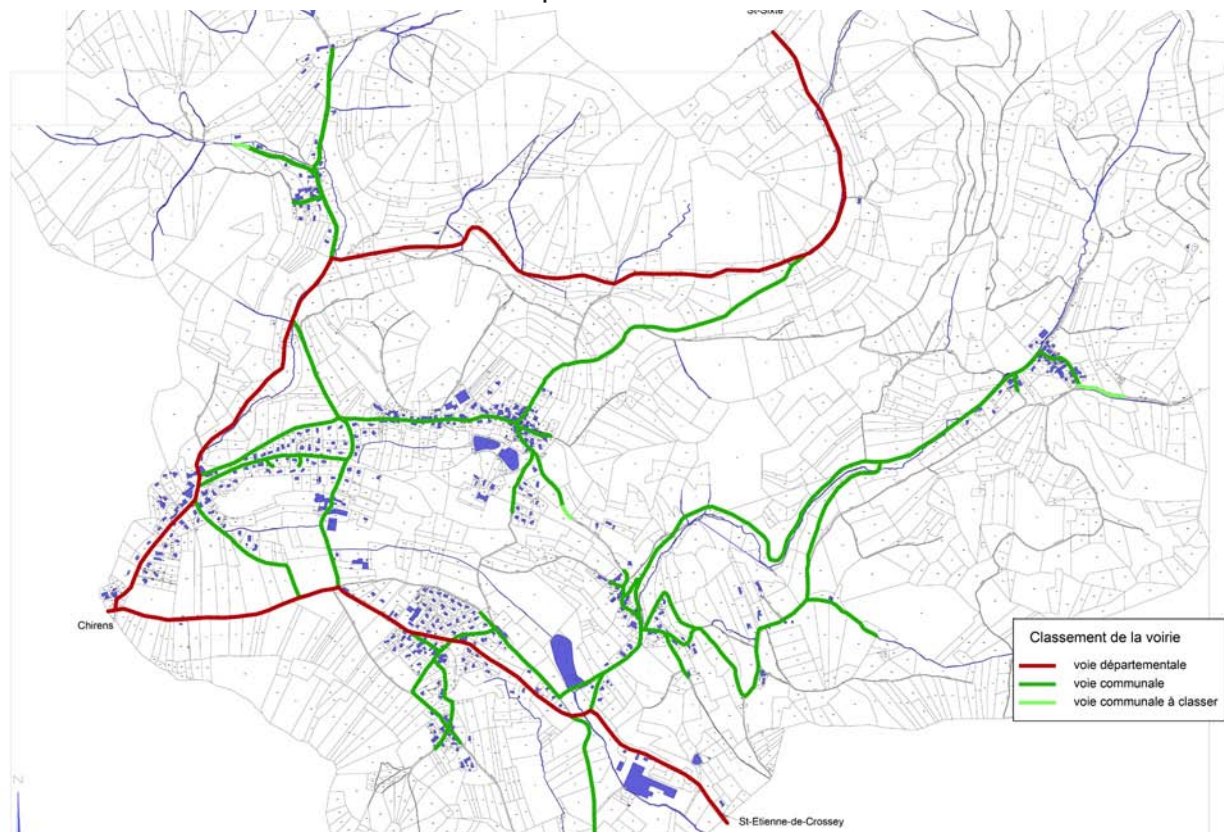 St-Sixte
Chirens
Classement de la voirie
voie départementale
voie communale
voie communale à classer
St-Etienne-de-Crossey